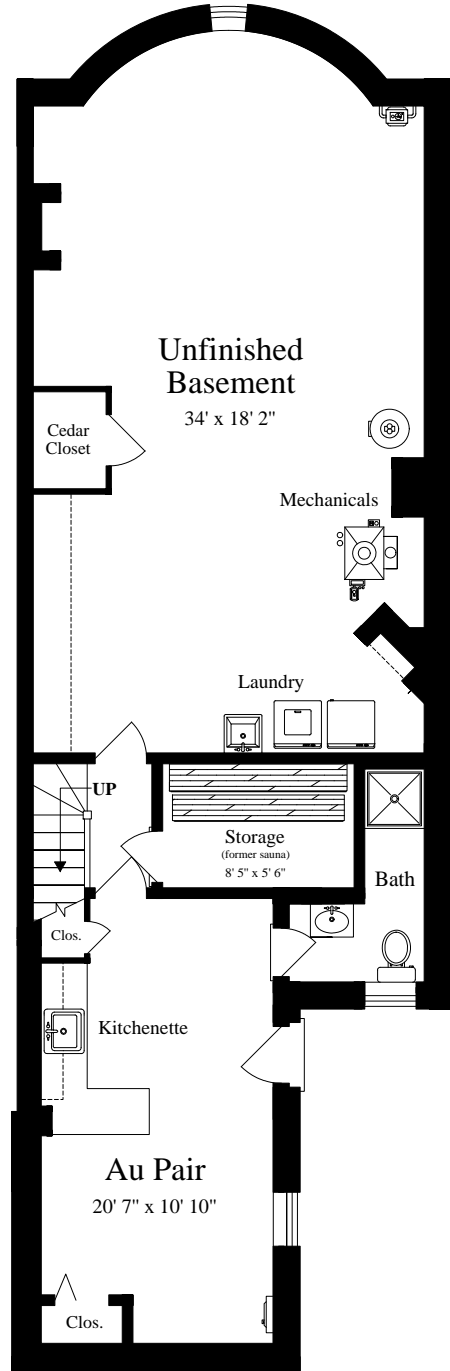 Unfinished
Basement
34' x 18' 2"
Cedar
Closet
Mechanicals
Laundry
UP
Storage
(former sauna)
8' 5" x 5' 6"
Bath
Clos.
Kitchenette
Au Pair
20' 7" x 10' 10"
Clos.